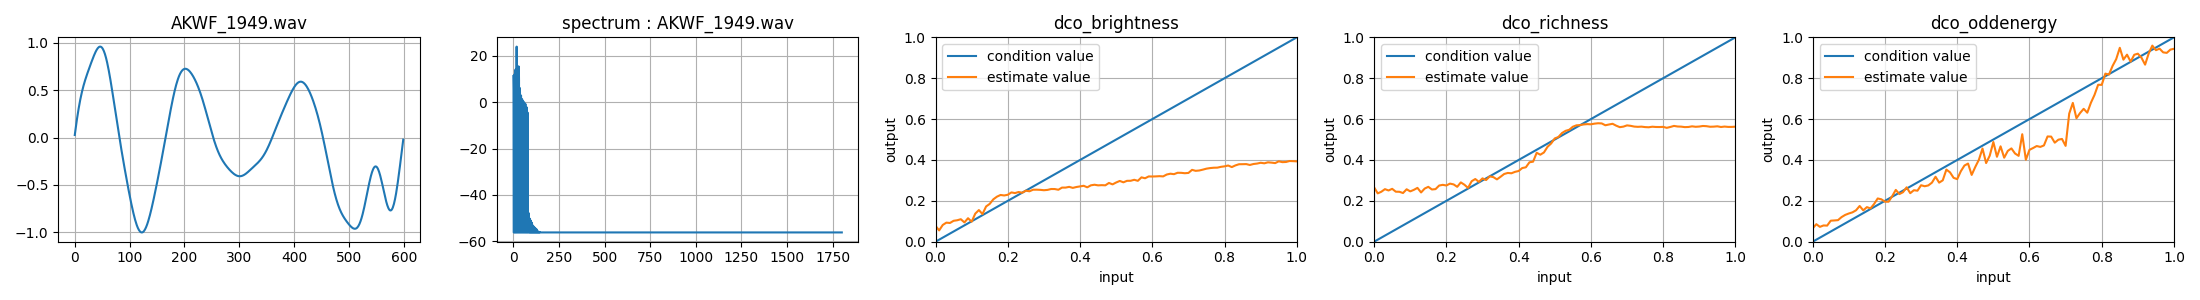 AKWF_1949.wav
1.0
0.5
0.0
−0.5
−1.0
0 100 200 300 400 500 600
spectrum : AKWF_1949.wav
20
0
−20
−40
−60
0 250 500 750 1000 1250 1500 1750
dco_brightness
condition value
estimate value
output
1.0
0.8
0.6
0.4
0.2
0.0
0.0 0.2 0.4 0.6 0.8 1.0
input
dco_richness
condition value
estimate value
output
1.0
0.8
0.6
0.4
0.2
0.0
0.0 0.2 0.4 0.6 0.8 1.0
input
dco_oddenergy
condition value
estimate value
output
1.0
0.8
0.6
0.4
0.2
0.0
0.0 0.2 0.4 0.6 0.8 1.0
input